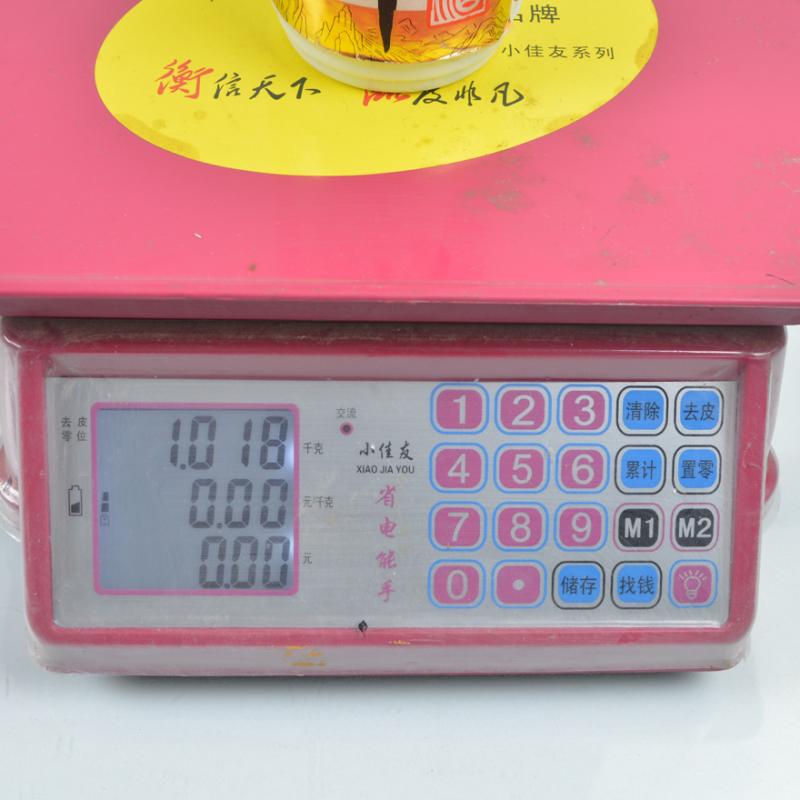 品牌
小佳友系列
衡信天下 度非凡
去皮
零位
1.018 千克
0.00 元/千克
0.00 元
交流
小佳友
XIAO JIA YOU
省电能手
1 2 3 清除 去皮
4 5 6 累计 置零
7 8 9 M1 M2
0 • 储存 找钱